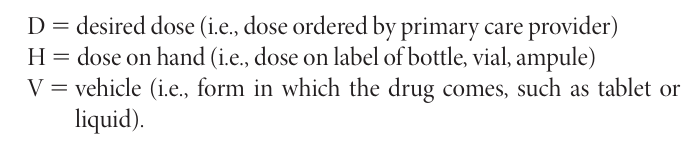 D = desired dose (i.e., dose ordered by primary care provider)
H = dose on hand (i.e., dose on label of bottle, vial, ampule)
V = vehicle (i.e., form in which the drug comes, such as tablet or
liquid).